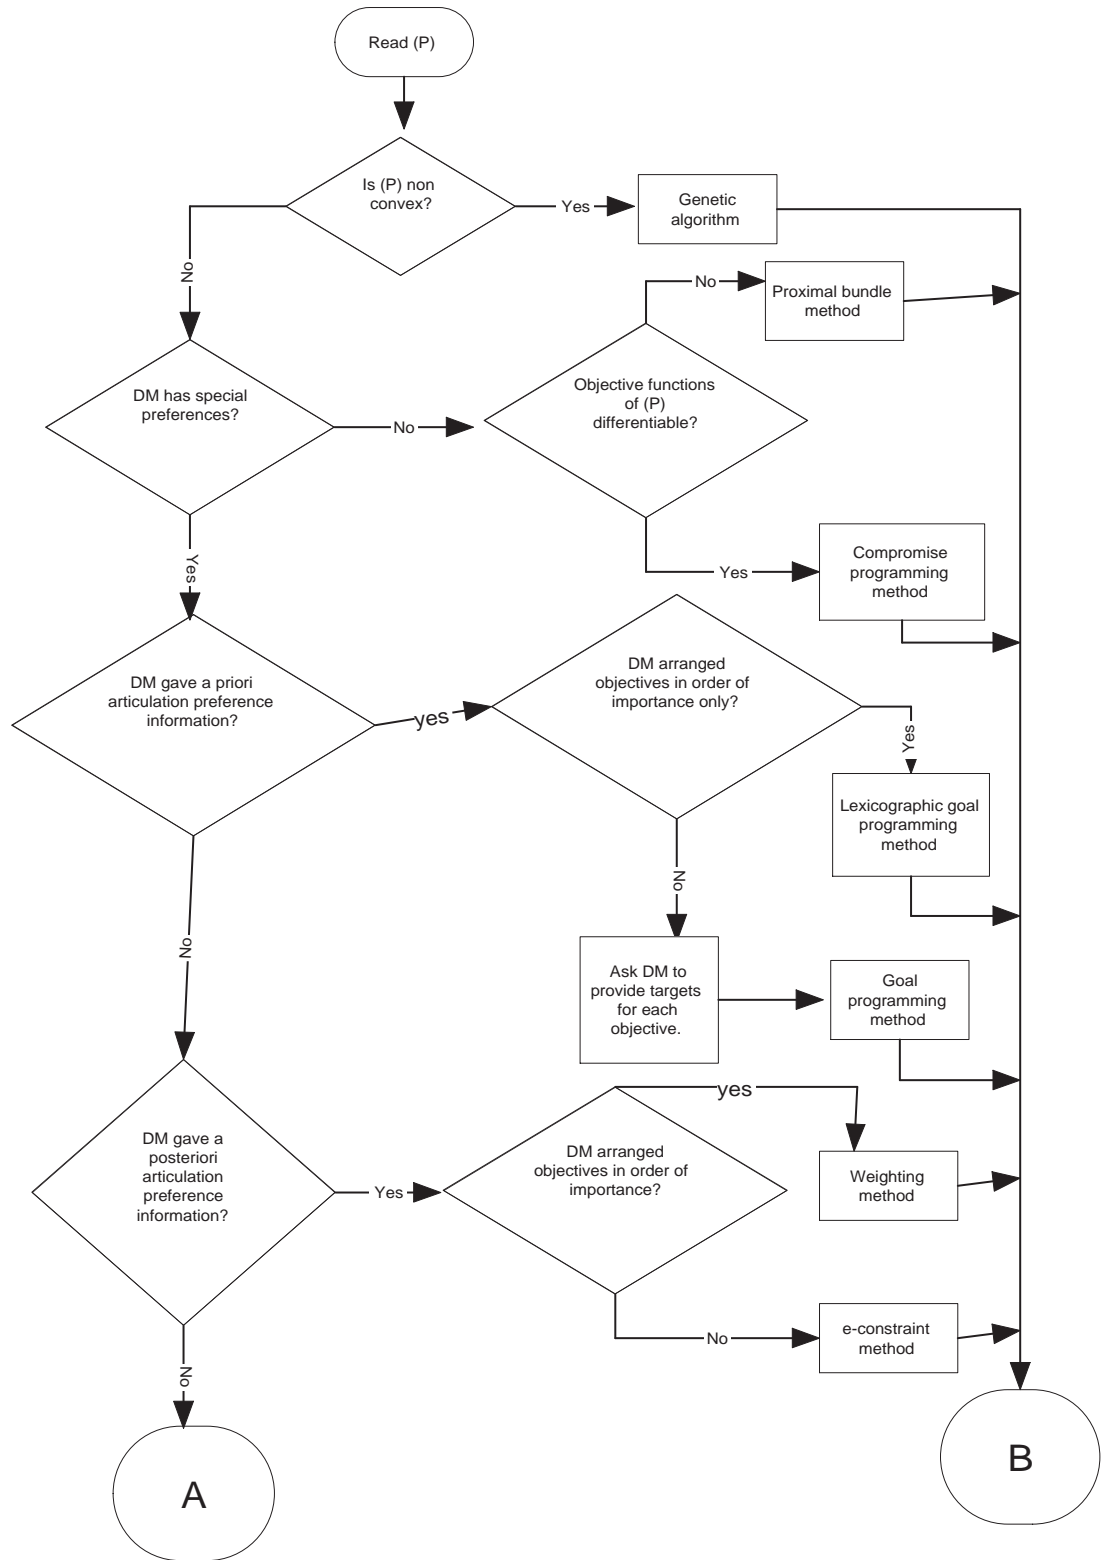 Read (P)
Is (P) non
convex?
Yes
Genetic
algorithm
No
No
Proximal bundle
method
DM has special
preferences?
No
Objective functions
of (P)
differentiable?
Yes
Yes
Compromise
programming
method
DM gave a priori
articulation preference
information?
yes
DM arranged
objectives in order of
importance only?
Yes
Lexicographic goal
programming
method
No
No
Ask DM to
provide targets
for each
objective.
Goal
programming
method
DM gave a
posteriori
articulation
preference
information?
Yes
DM arranged
objectives in order of
importance?
yes
Weighting
method
No
e-constraint
method
No
A
B